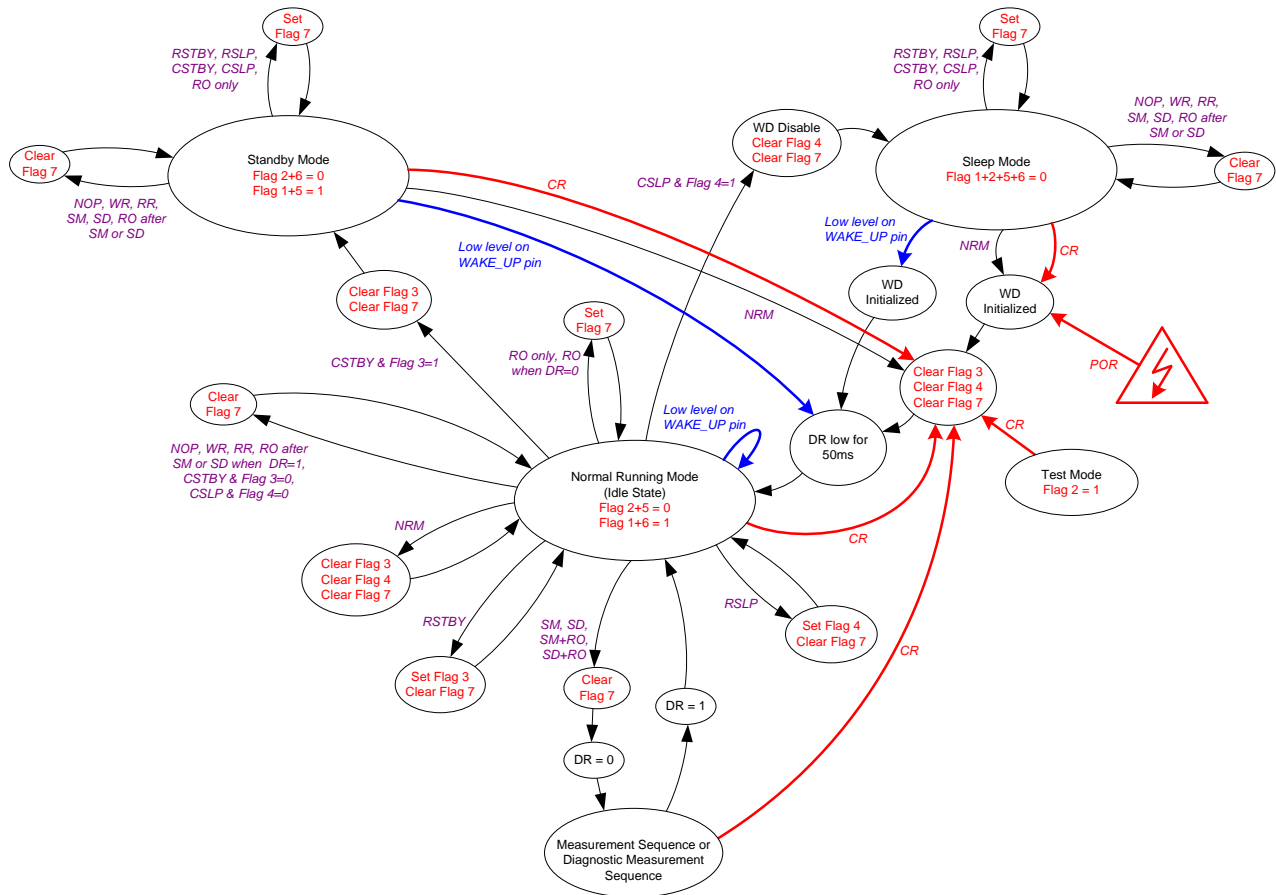 Set
Flag 7
RSTBY, RSLP,
CSTBY, CSLP,
RO only
Clear
Flag 7
Standby Mode
Flag 2+6 = 0
Flag 1+5 = 1
NOP, WR, RR,
SM, SD, RO after
SM or SD
Set
Flag 7
RSTBY, RSLP,
CSTBY, CSLP,
RO only
WD Disable
Clear Flag 4
Clear Flag 7
Sleep Mode
Flag 1+2+5+6 = 0
NOP, WR, RR,
SM, SD, RO after
SM or SD
Clear
Flag 7
CR
CSLP & Flag 4=1
Low level on
WAKE_UP pin
Low level on
WAKE_UP pin
NRM
CR
WD
Initialized
WD
Initialized
Clear Flag 3
Clear Flag 7
Set
Flag 7
NRM
CSTBY & Flag 3=1
RO only, RO
when DR=0
Clear Flag 3
Clear Flag 4
Clear Flag 7
POR
Clear
Flag 7
Low level on
WAKE_UP pin
DR low for
50ms
CR
NOP, WR, RR, RO after
SM or SD when DR=1,
CSTBY & Flag 3=0,
CSLP & Flag 4=0
Normal Running Mode
(Idle State)
Flag 2+5 = 0
Flag 1+6 = 1
Test Mode
Flag 2 = 1
NRM
CR
Clear Flag 3
Clear Flag 4
Clear Flag 7
RSTBY
SM, SD,
SM+RO,
SD+RO
RSLP
Set Flag 4
Clear Flag 7
CR
Set Flag 3
Clear Flag 7
Clear
Flag 7
DR = 1
DR = 0
Measurement Sequence or
Diagnostic Measurement
Sequence